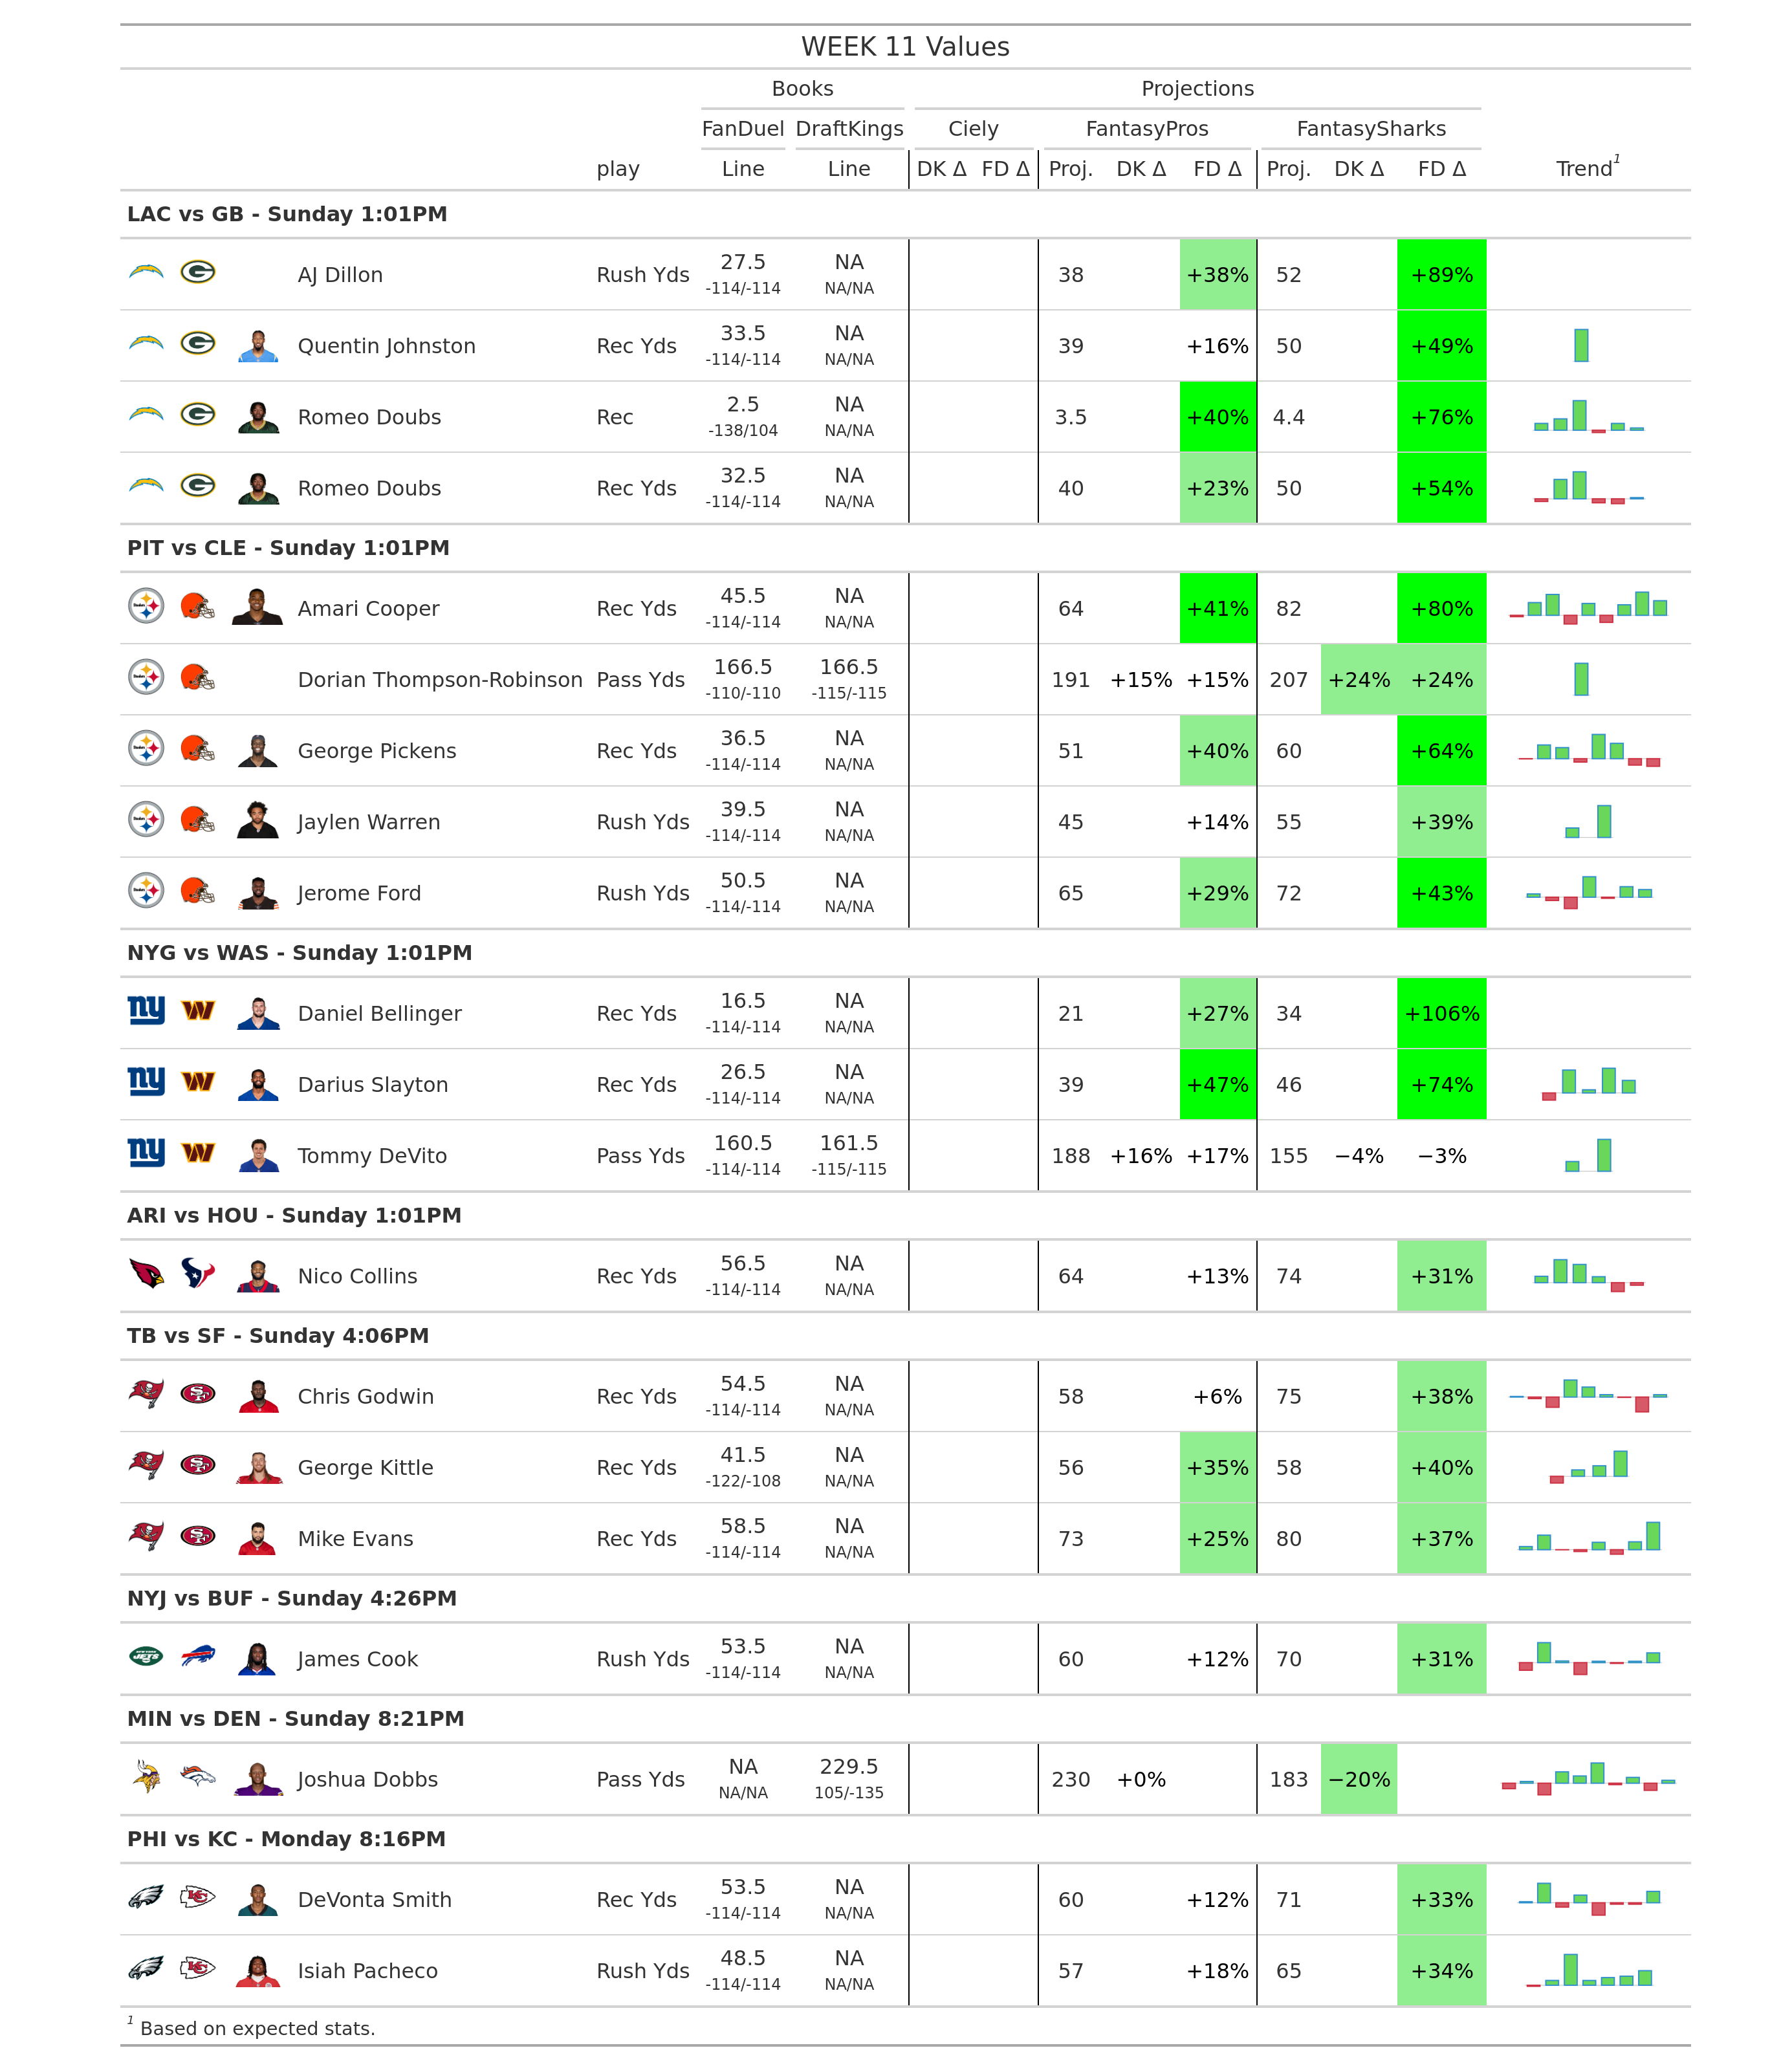 WEEK 11 Values
Books Projections
FanDuel DraftKings Ciely FantasyPros FantasySharks
play Line Line DK Δ FD Δ Proj. DK Δ FD Δ Proj. DK Δ FD Δ Trend1
LAC vs GB - Sunday 1:01PM
AJ Dillon Rush Yds 27.5 NA 38 +38% 52 +89%
-114/-114 NA/NA
Quentin Johnston Rec Yds 33.5 NA 39 +16% 50 +49%
-114/-114 NA/NA
Romeo Doubs Rec 2.5 NA 3.5 +40% 4.4 +76%
-138/104 NA/NA
Romeo Doubs Rec Yds 32.5 NA 40 +23% 50 +54%
-114/-114 NA/NA
PIT vs CLE - Sunday 1:01PM
Amari Cooper Rec Yds 45.5 NA 64 +41% 82 +80%
-114/-114 NA/NA
Dorian Thompson-Robinson Pass Yds 166.5 166.5 191 +15% +15% 207 +24% +24%
-110/-110 -115/-115
George Pickens Rec Yds 36.5 NA 51 +40% 60 +64%
-114/-114 NA/NA
Jaylen Warren Rush Yds 39.5 NA 45 +14% 55 +39%
-114/-114 NA/NA
Jerome Ford Rush Yds 50.5 NA 65 +29% 72 +43%
-114/-114 NA/NA
NYG vs WAS - Sunday 1:01PM
Daniel Bellinger Rec Yds 16.5 NA 21 +27% 34 +106%
-114/-114 NA/NA
Darius Slayton Rec Yds 26.5 NA 39 +47% 46 +74%
-114/-114 NA/NA
Tommy DeVito Pass Yds 160.5 161.5 188 +16% +17% 155 −4% −3%
-114/-114 -115/-115
ARI vs HOU - Sunday 1:01PM
Nico Collins Rec Yds 56.5 NA 64 +13% 74 +31%
-114/-114 NA/NA
TB vs SF - Sunday 4:06PM
Chris Godwin Rec Yds 54.5 NA 58 +6% 75 +38%
-114/-114 NA/NA
George Kittle Rec Yds 41.5 NA 56 +35% 58 +40%
-122/-108 NA/NA
Mike Evans Rec Yds 58.5 NA 73 +25% 80 +37%
-114/-114 NA/NA
NYJ vs BUF - Sunday 4:26PM
James Cook Rush Yds 53.5 NA 60 +12% 70 +31%
-114/-114 NA/NA
MIN vs DEN - Sunday 8:21PM
Joshua Dobbs Pass Yds NA 229.5 230 +0% 183 −20%
NA/NA 105/-135
PHI vs KC - Monday 8:16PM
DeVonta Smith Rec Yds 53.5 NA 60 +12% 71 +33%
-114/-114 NA/NA
Isiah Pacheco Rush Yds 48.5 NA 57 +18% 65 +34%
-114/-114 NA/NA
1 Based on expected stats.